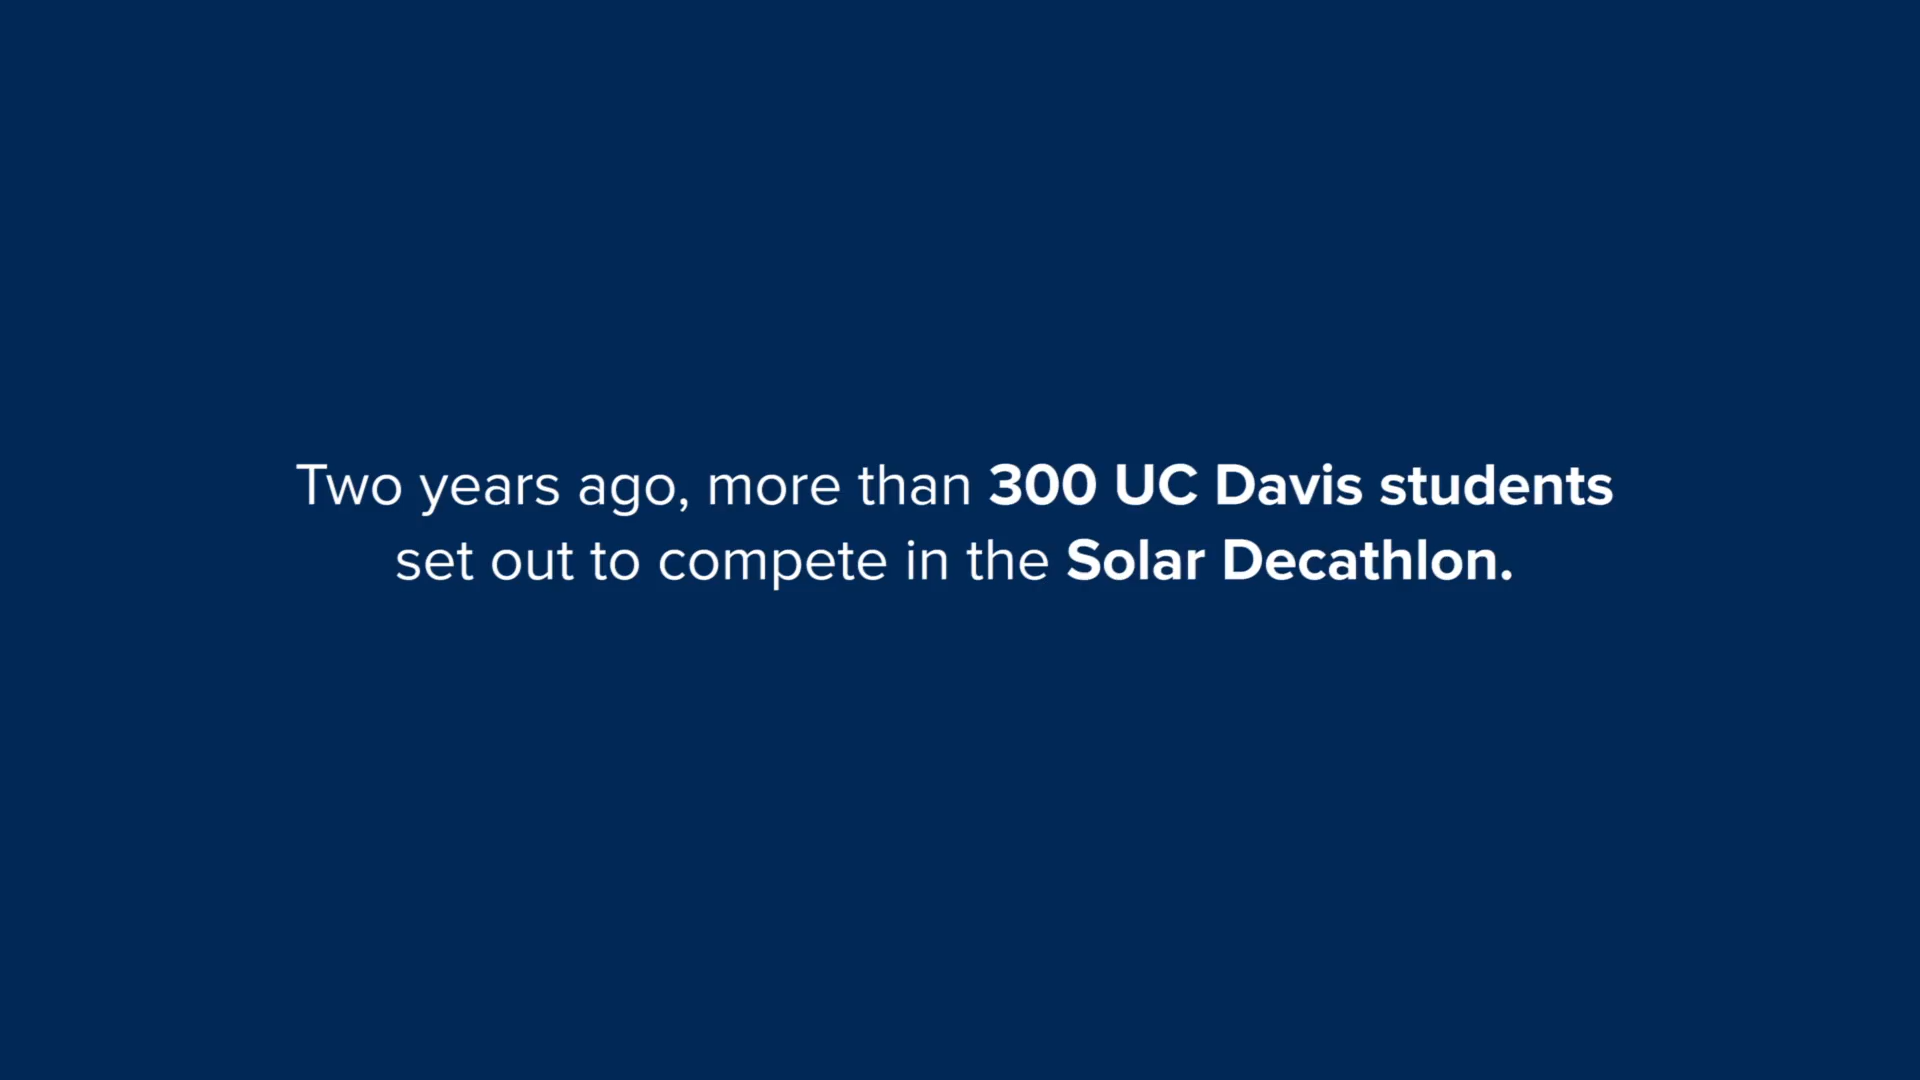 Two years ago, more than 300 UC Davis students
set out to compete in the Solar Decathlon.